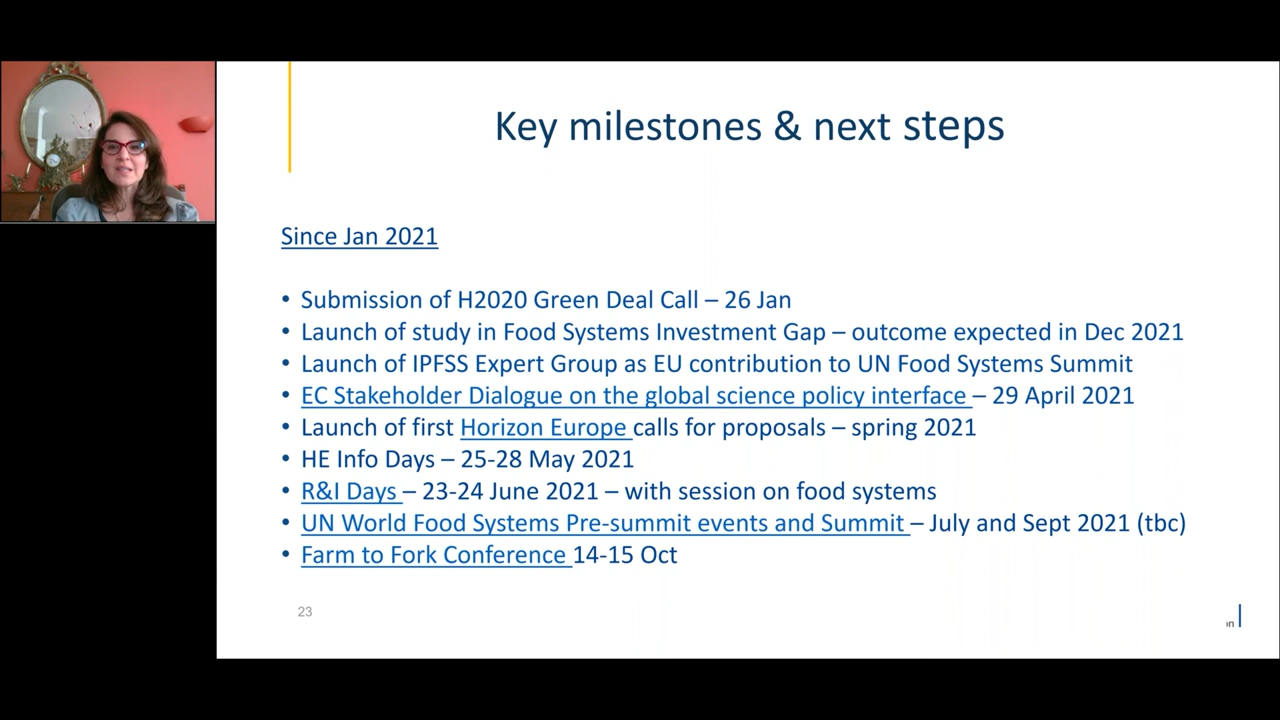 Key milestones & next steps
Since Jan 2021
• Submission of H2020 Green Deal Call – 26 Jan
• Launch of study in Food Systems Investment Gap – outcome expected in Dec 2021
• Launch of IPFSS Expert Group as EU contribution to UN Food Systems Summit
• EC Stakeholder Dialogue on the global science policy interface – 29 April 2021
• Launch of first Horizon Europe calls for proposals – spring 2021
• HE Info Days – 25-28 May 2021
• R&I Days – 23-24 June 2021 – with session on food systems
• UN World Food Systems Pre-summit events and Summit – July and Sept 2021 (tbc)
• Farm to Fork Conference 14-15 Oct
23